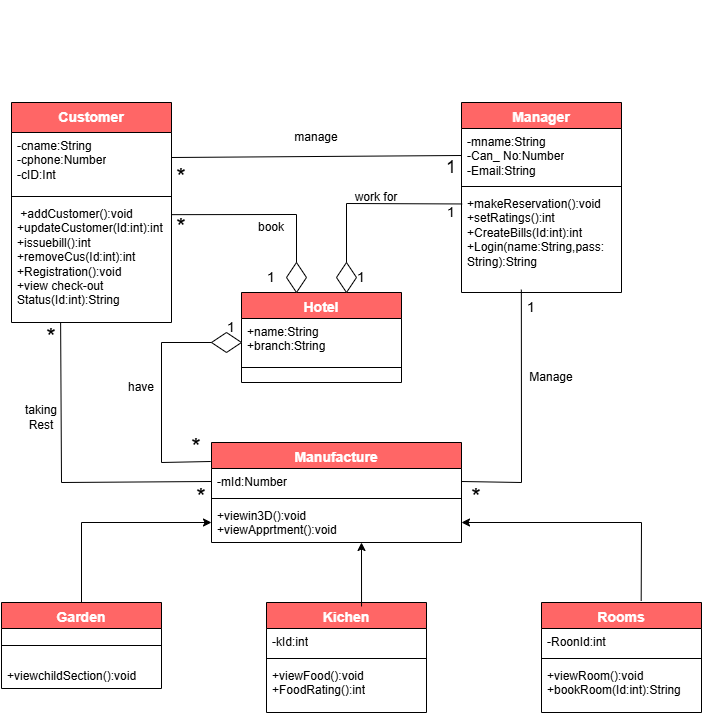 Customer
-cname:String
-cphone:Number
-cID:Int
+addCustomer():void
+updateCustomer(Id:int):int
+issuebill():int
+removeCus(Id:int):int
+Registration():void
+view check-out
Status(Id:int):String
manage
*
1
Manager
-mname:String
-Can_ No:Number
-Email:String
+makeReservation():void
+setRatings():int
+CreateBills(Id:int):int
+Login(name:String,pass:
String):String
work for
1
*
book
1
1
Hotel
+name:String
+branch:String
1
have
*
*
taking
Rest
*
1
Manage
*
Manufacture
-mId:Number
+viewin3D():void
+viewApprtment():void
Garden
+viewchildSection():void
Kichen
-kId:int
+viewFood():void
+FoodRating():int
Rooms
-RoonId:int
+viewRoom():void
+bookRoom(Id:int):String